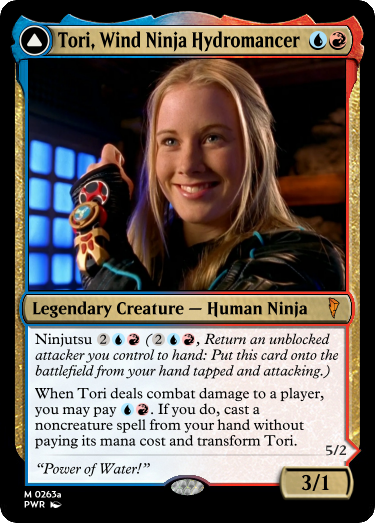 Tori, Wind Ninja Hydromancer
Legendary Creature — Human Ninja
Ninjutsu 2 (2, Return an unblocked
attacker you control to hand: Put this card onto the
battlefield from your hand tapped and attacking.)
When Tori deals combat damage to a player,
you may pay . If you do, cast a
noncreature spell from your hand without
paying its mana cost and transform Tori.
5/2
“Power of Water!”
3/1
M 0263a
PWR